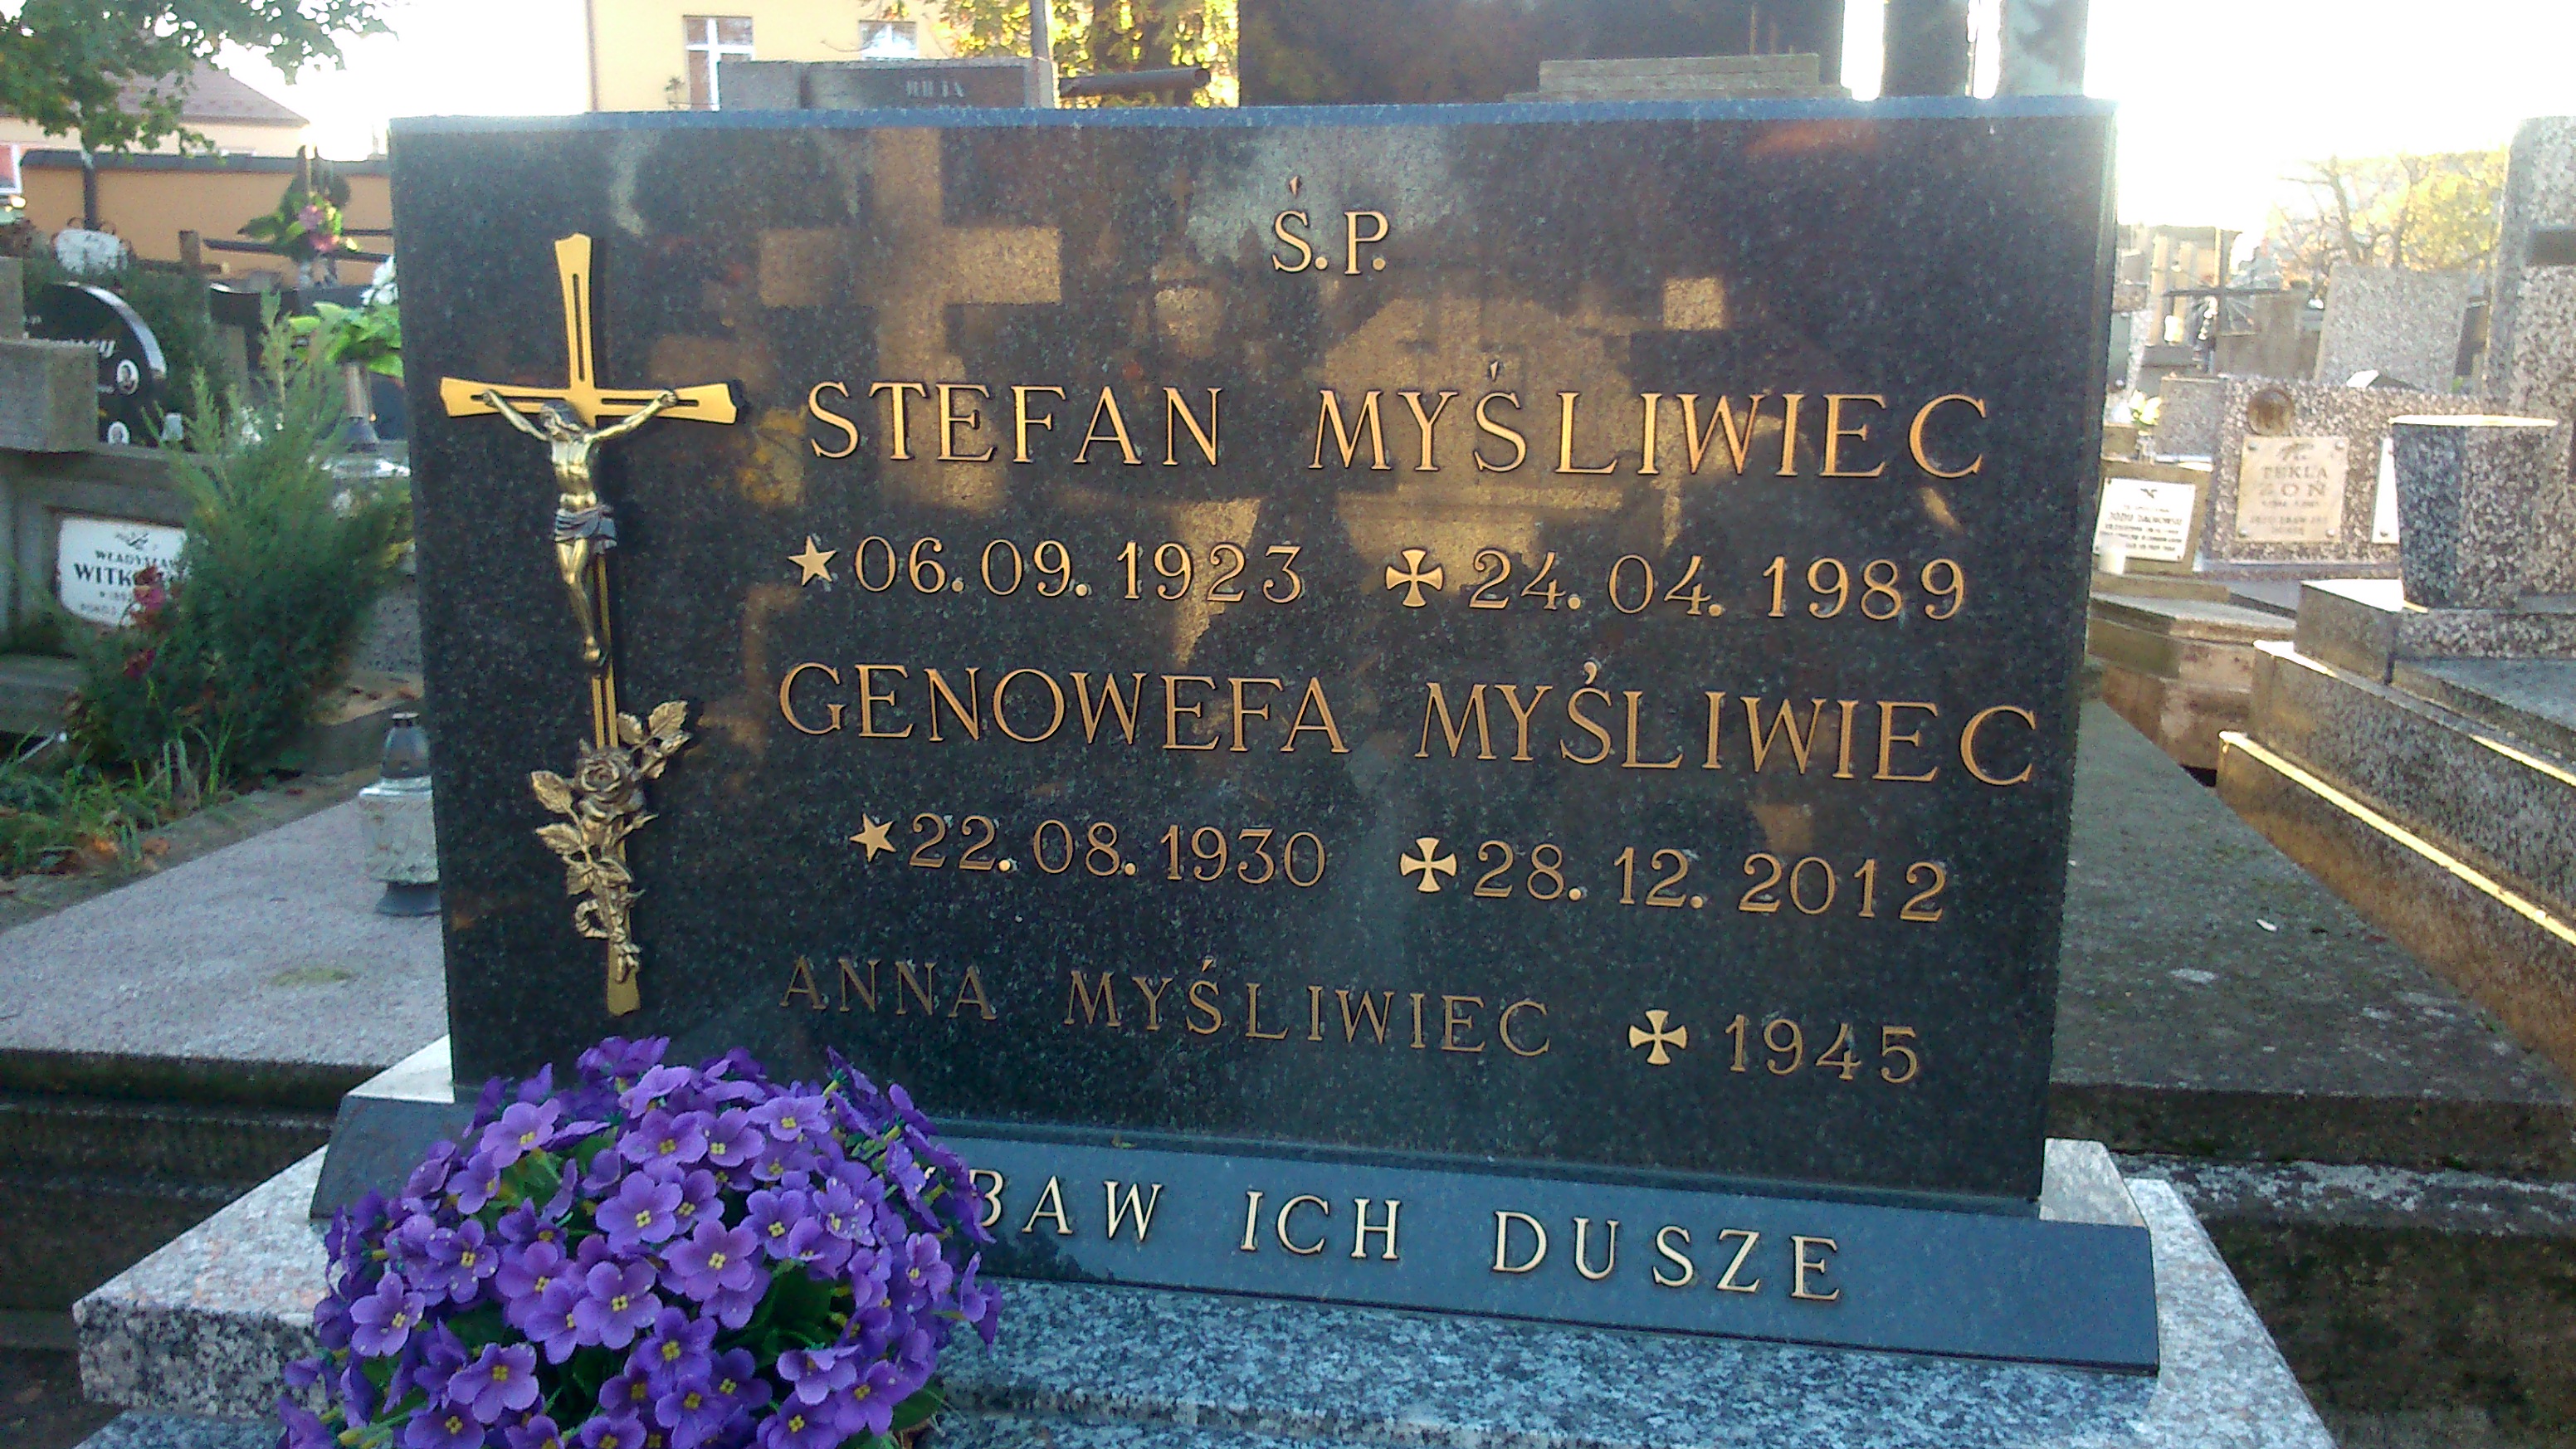 Ś.P.
STEFAN MYŚLIWIEC
★06.09.1923 ✠24.04.1989
GENOWEFA MYŚLIWIEC
★22.08.1930 ✠28.12.2012
ANNA MYŚLIWIEC ✠ 1945
ICH DUSZE
TEKLA